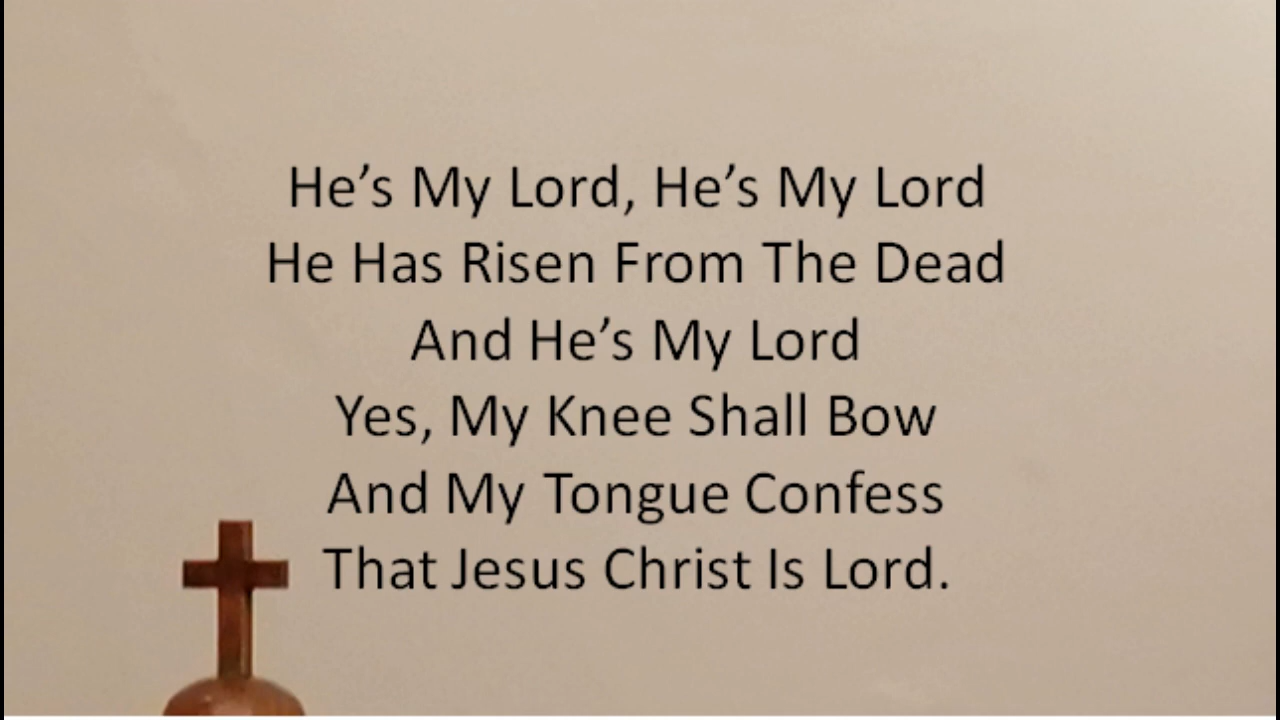 He’s My Lord, He’s My Lord
He Has Risen From The Dead
And He’s My Lord
Yes, My Knee Shall Bow
And My Tongue Confess
That Jesus Christ Is Lord.